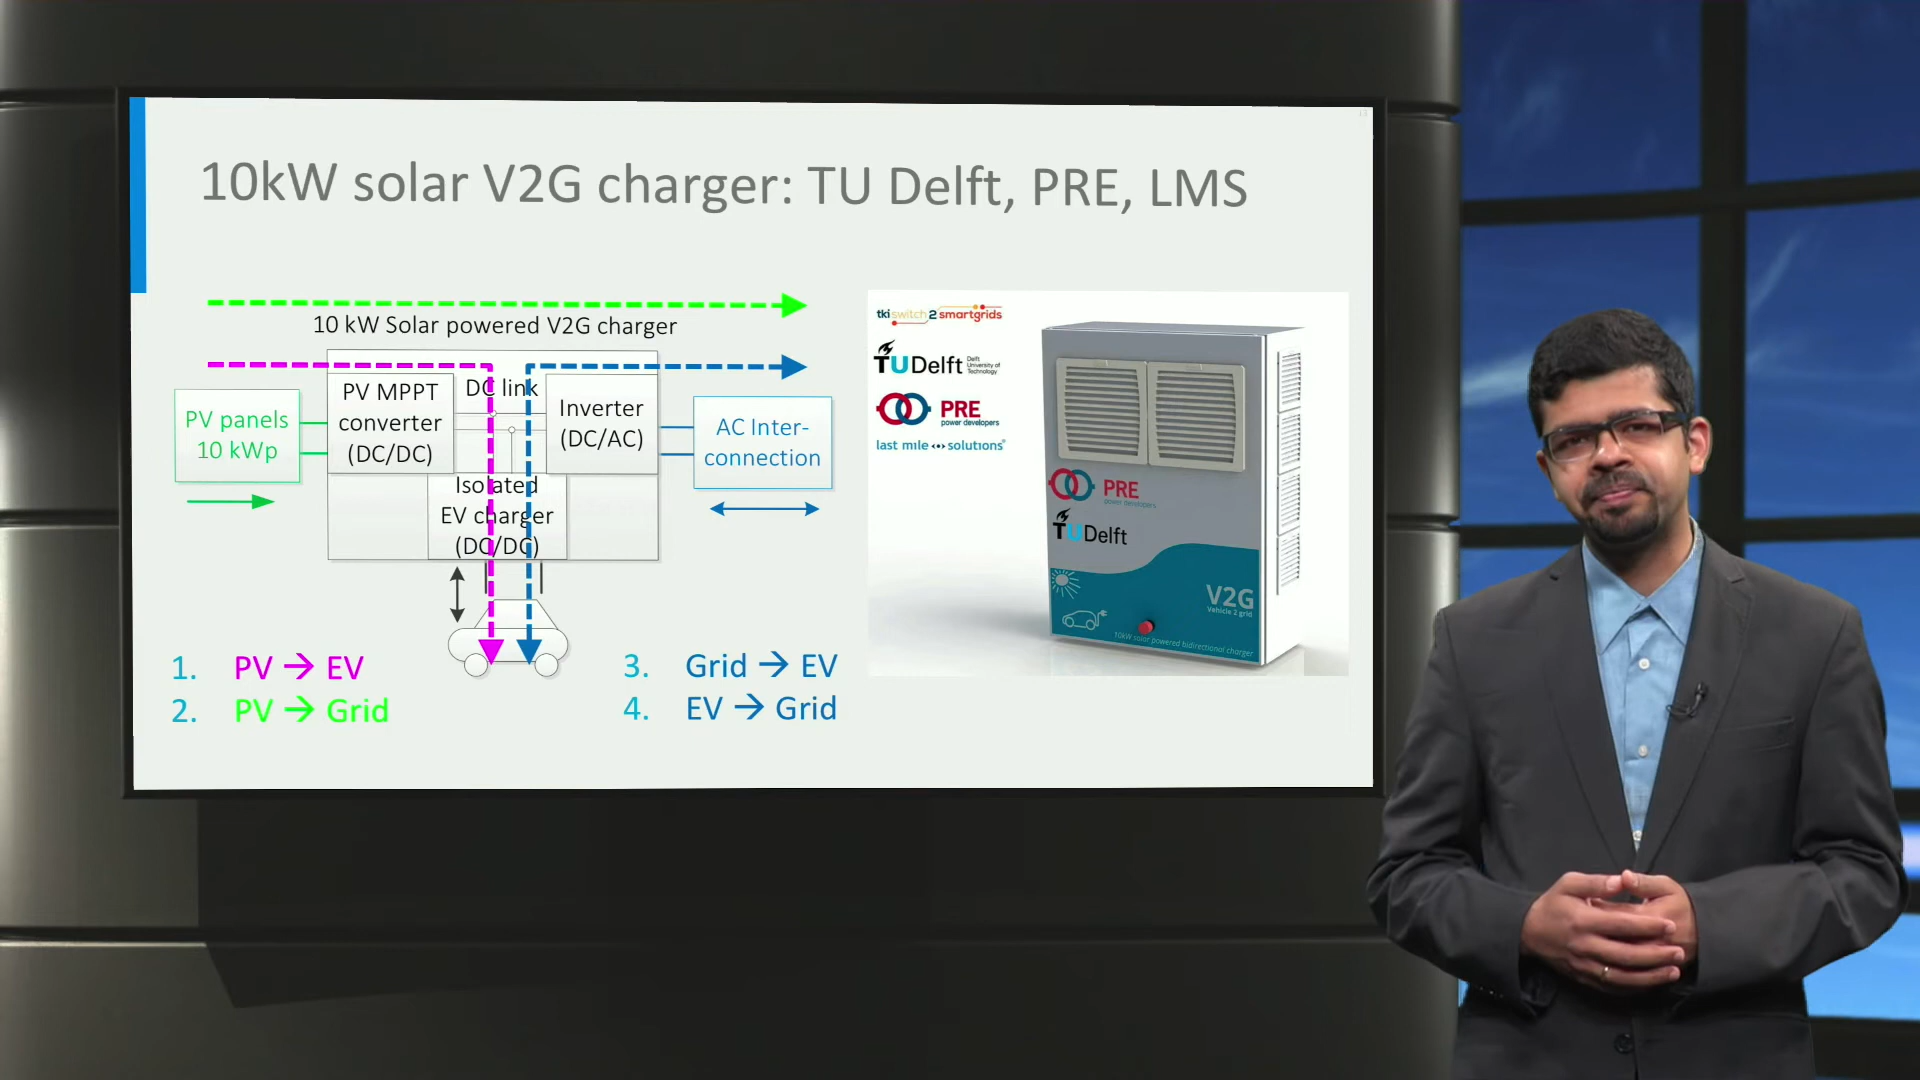 13
10kW solar V2G charger: TU Delft, PRE, LMS
10 kW Solar powered V2G charger
PV panels
10 kWp
PV MPPT
converter
(DC/DC)
DC link
Inverter
(DC/AC)
AC Inter-
connection
Isolated
EV charger
(DC/DC)
1. PV → EV
2. PV → Grid
3. Grid → EV
4. EV → Grid
tki switch2smartgrids
TUDelft Delft
University of
Technology
PRE
power developers
last mile solutions®
PRE
power developers
TUDelft
V2G
Vehicle 2 grid
10kW solar powered bidirectional charger